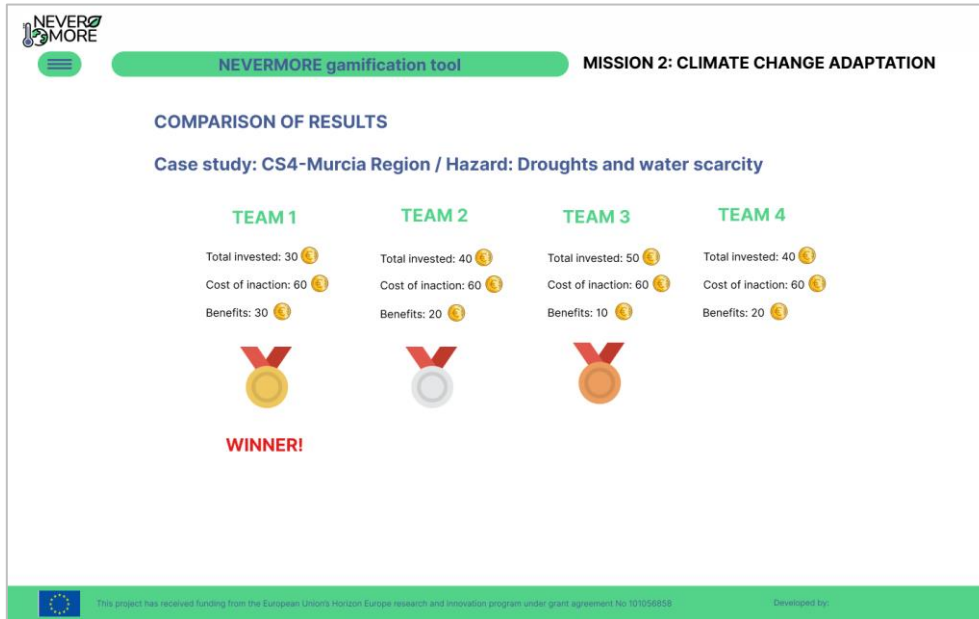 NEVER
MORE
NEVERMORE gamification tool
MISSION 2: CLIMATE CHANGE ADAPTATION
COMPARISON OF RESULTS
Case study: CS4-Murcia Region / Hazard: Droughts and water scarcity
TEAM 1
Total invested: 30
Cost of inaction: 60
Benefits: 30
WINNER!
TEAM 2
Total invested: 40
Cost of inaction: 60
Benefits: 20
TEAM 3
Total invested: 50
Cost of inaction: 60
Benefits: 10
TEAM 4
Total invested: 40
Cost of inaction: 60
Benefits: 20
This project has received funding from the European Union's Horizon Europe research and innovation program under grant agreement No 101056858
Developed by: